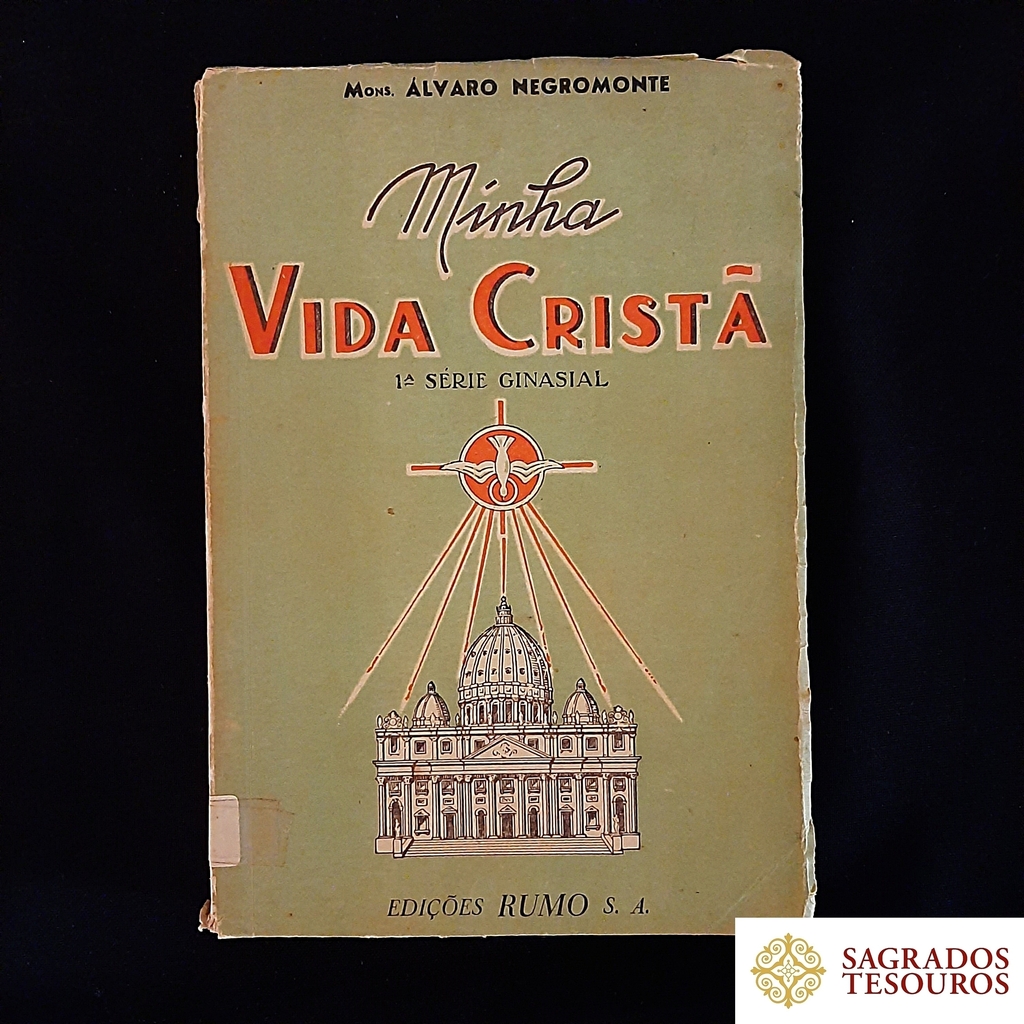 Mons. ÁLVARO NEGROMONTE
Minha
VIDA CRISTÃ
1ª SÉRIE GINASIAL
EDIÇÕES RUMO S. A.
SAGRADOS
TESOUROS